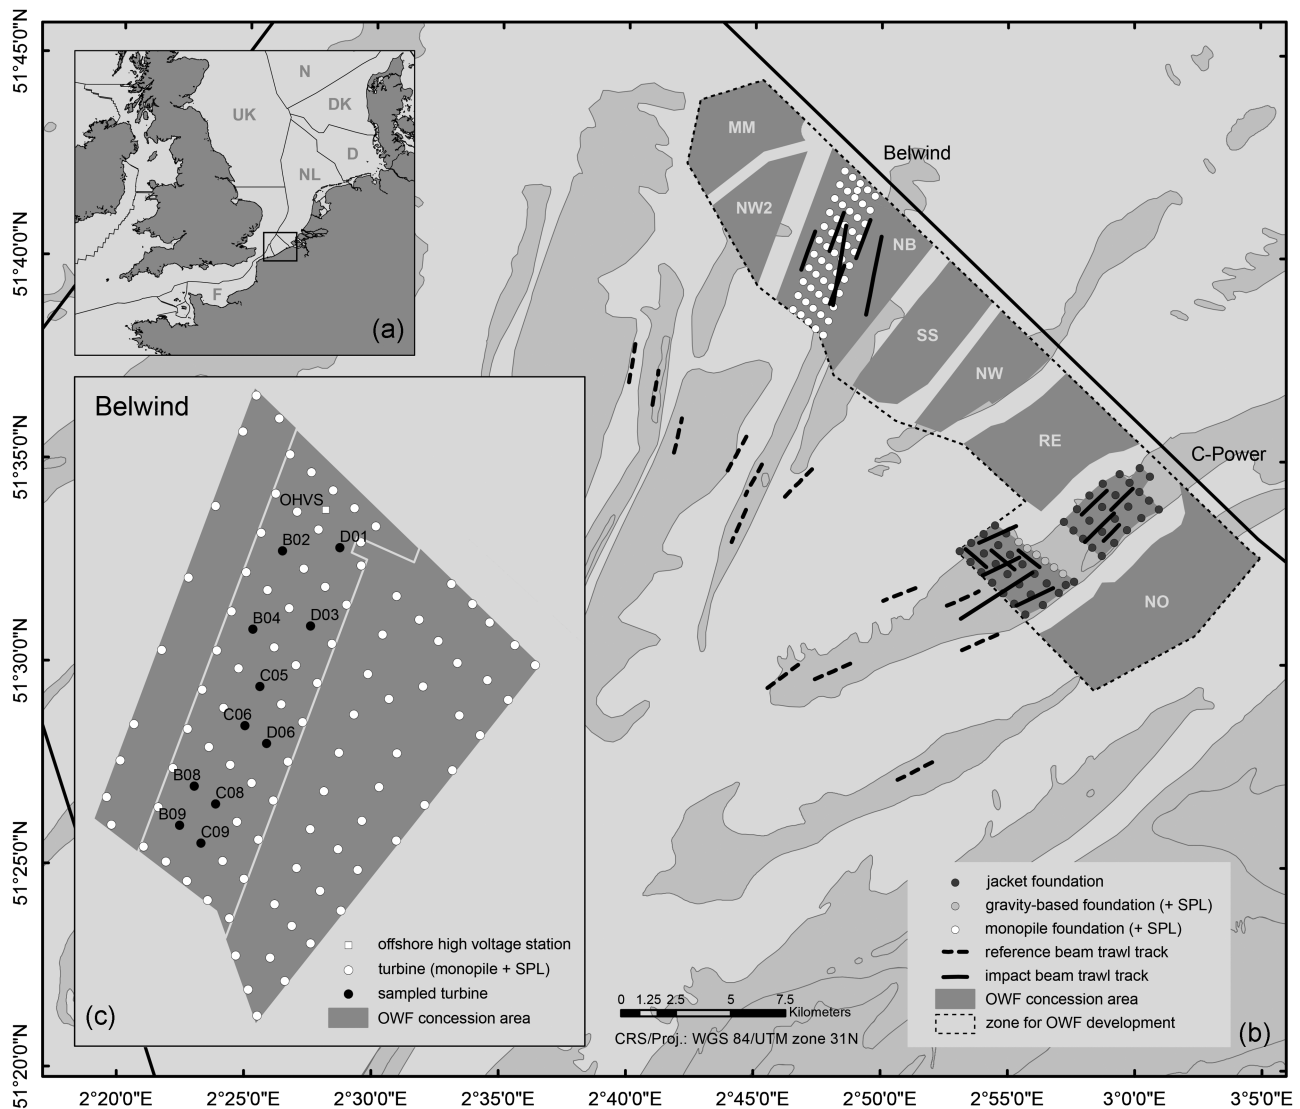 51°45'0"N
51°40'0"N
51°35'0"N
51°30'0"N
51°25'0"N
51°20'0"N
N
UK
DK
D
NL
F
(a)
MM
Belwind
NW2
NB
SS
NW
RE
C-Power
NO
Belwind
OHVS
B02
D01
B04
D03
C05
C06
D06
B08
C08
B09
C09
offshore high voltage station
turbine (monopile + SPL)
sampled turbine
OWF concession area
(c)
jacket foundation
gravity-based foundation (+ SPL)
monopile foundation (+ SPL)
reference beam trawl track
impact beam trawl track
OWF concession area
zone for OWF development
(b)
0 1.25 2.5 5 7.5
Kilometers
CRS/Proj.: WGS 84/UTM zone 31N
2°20'0"E 2°25'0"E 2°30'0"E 2°35'0"E 2°40'0"E 2°45'0"E 2°50'0"E 2°55'0"E 3°0'0"E 3°5'0"E